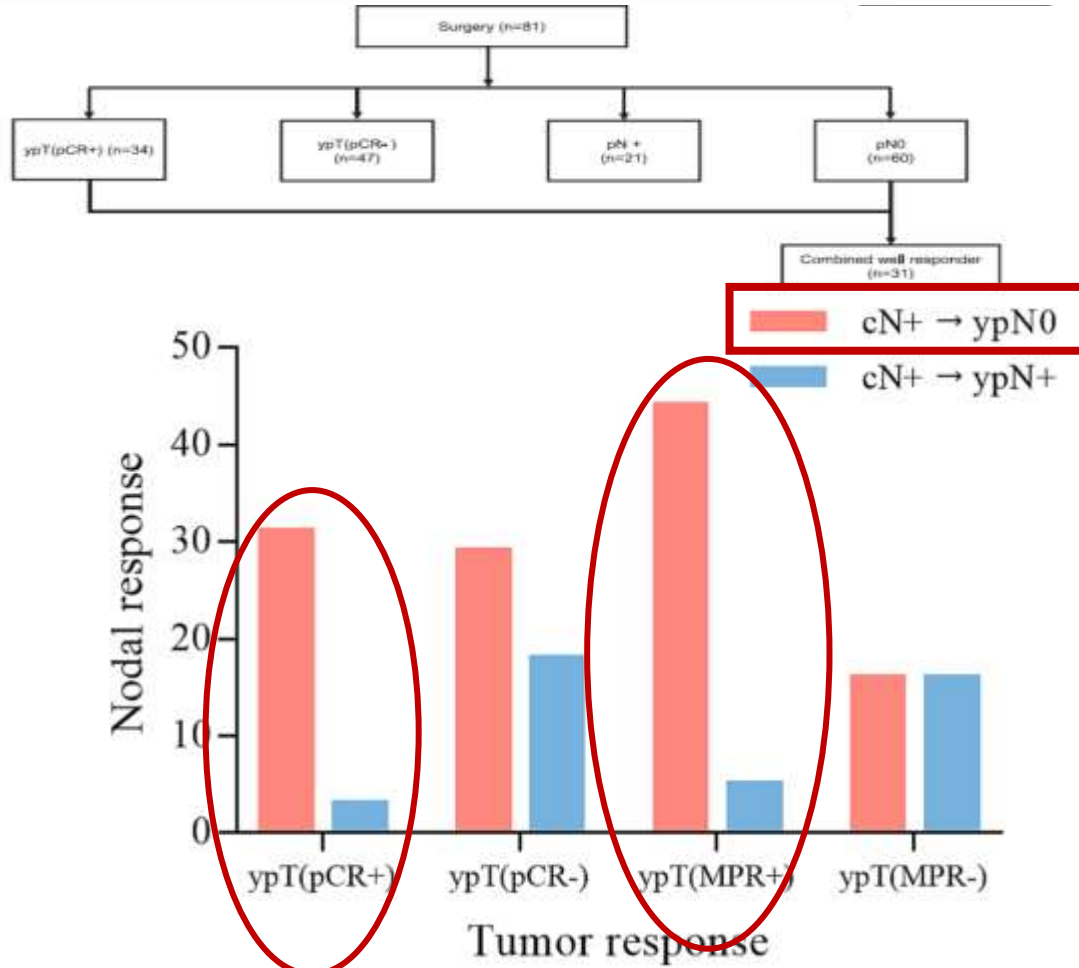 Surgery (n=81)
ypT(pCR+) (n=34)
ypT(pCR-)
(n=47)
pN +
(n=21)
pN0
(n=60)
Combined well responder
(n=31)
cN+ → ypN0
cN+ → ypN+
50
40
30
20
10
0
Nodal response
ypT(pCR+)
ypT(pCR-)
ypT(MPR+)
ypT(MPR-)
Tumor response